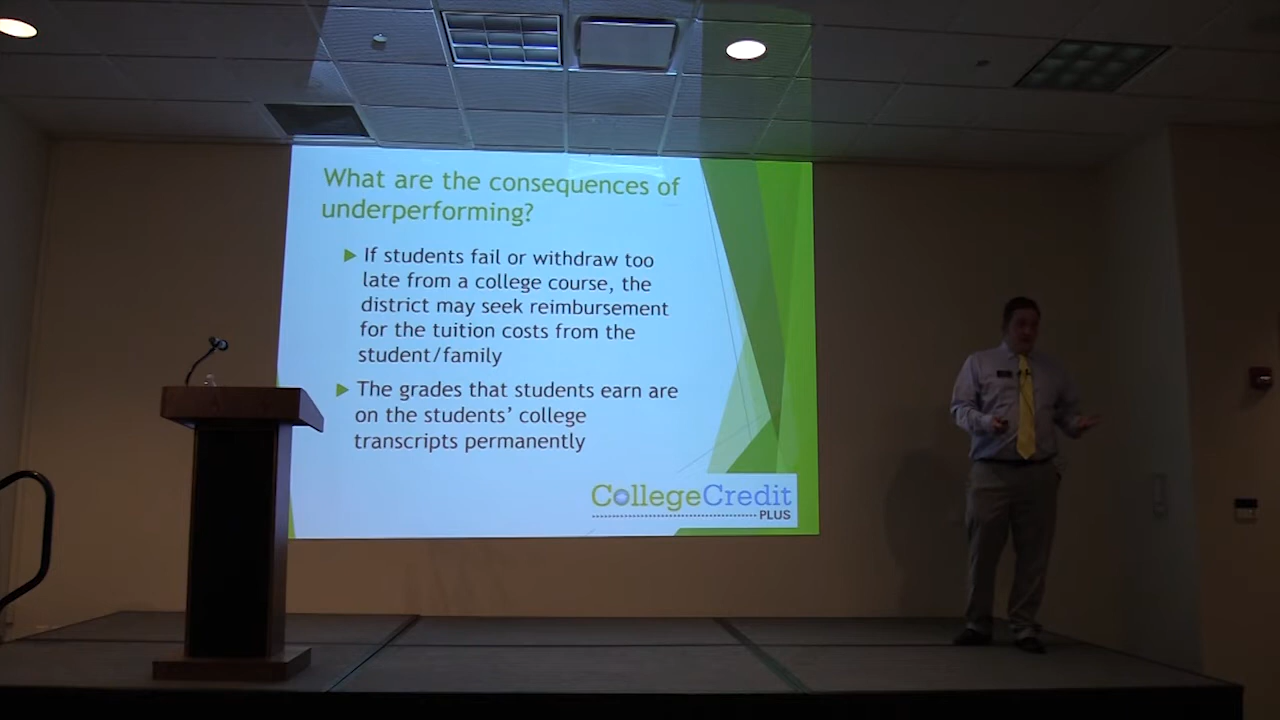 What are the consequences of
underperforming?
If students fail or withdraw too
late from a college course, the
district may seek reimbursement
for the tuition costs from the
student/family
The grades that students earn are
on the students’ college
transcripts permanently
CollegeCredit
PLUS